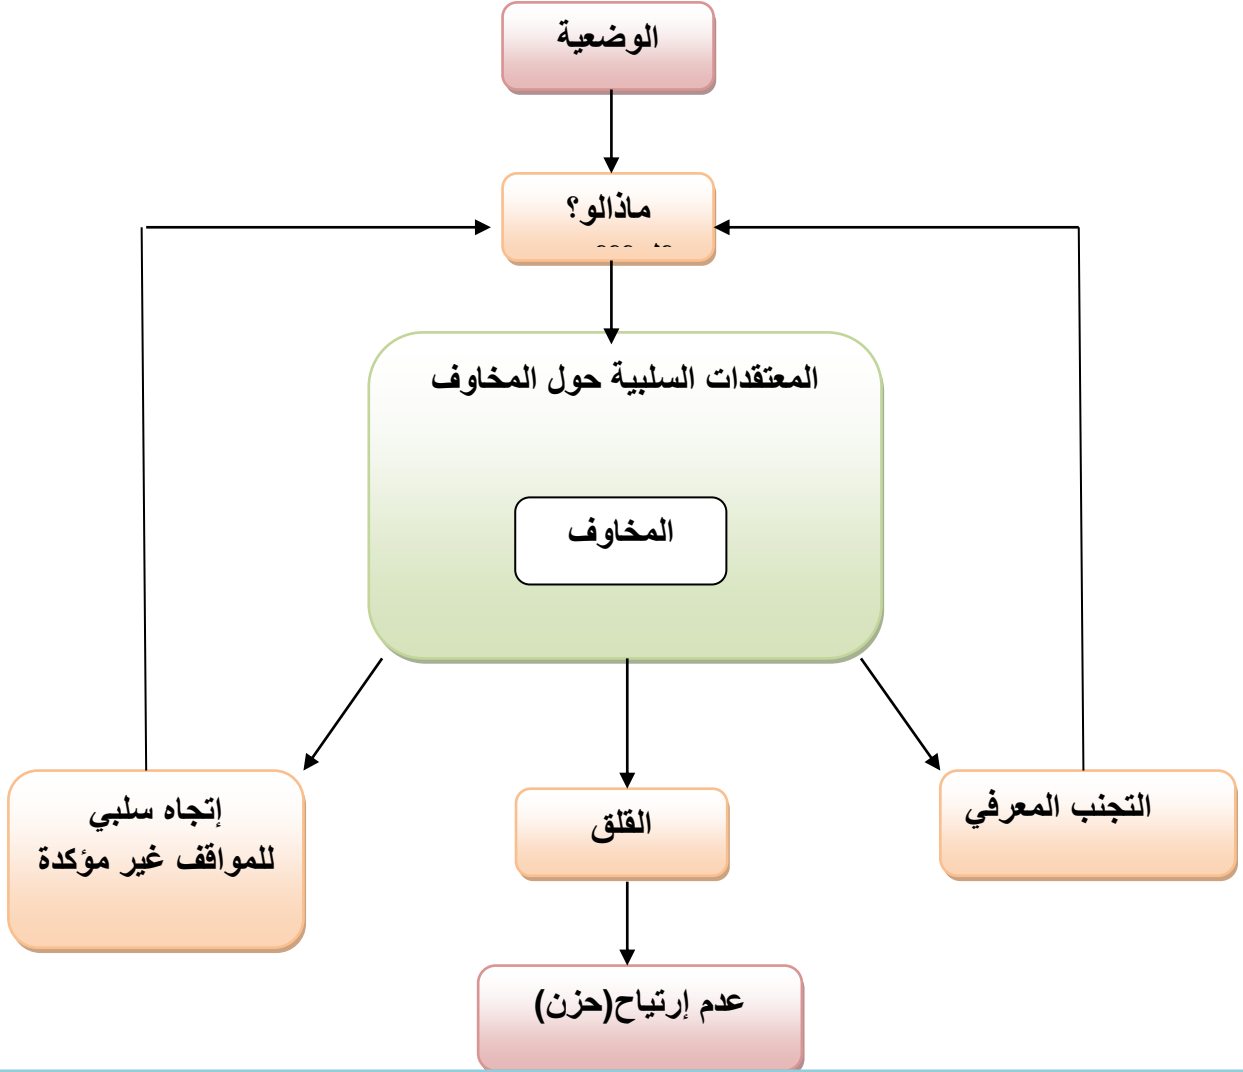 الوضعية
ماذالو؟
المعتقدات السلبية حول المخاوف
المخاوف
التجنب المعرفي
القلق
إتجاه سلبي
للمواقف غير مؤكدة
عدم إرتياح(حزن)